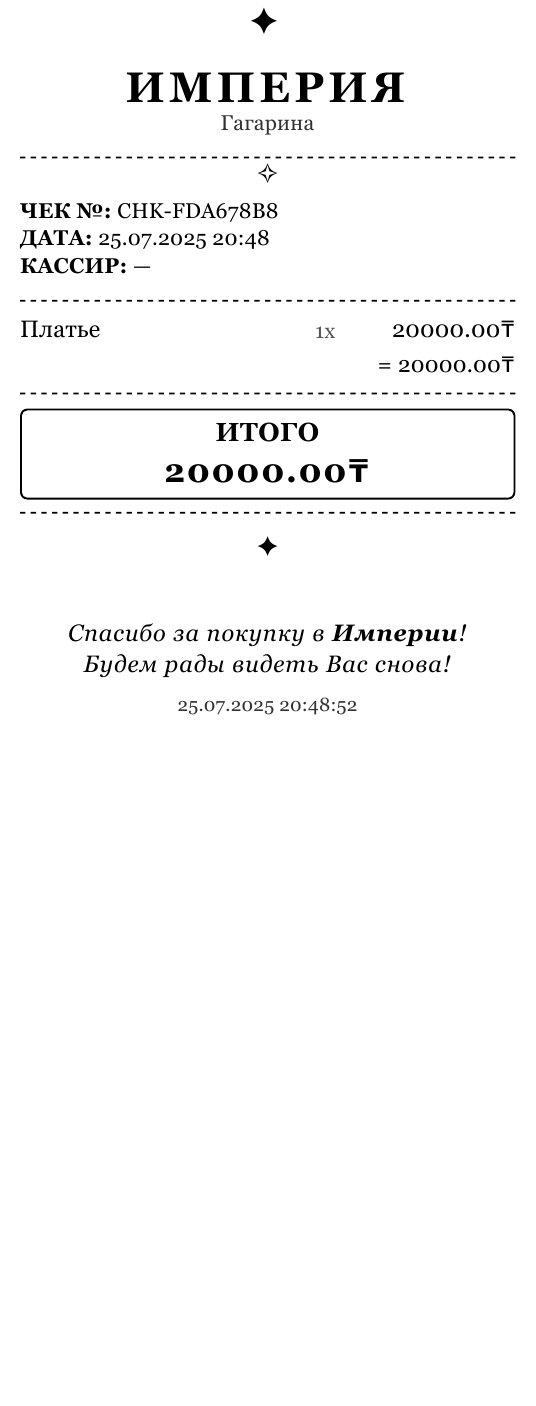 ИМПЕРИЯ
Гагарина
ЧЕК №: CHK-FDA678B8
ДАТА: 25.07.2025 20:48
КАССИР: —
Платье 1x 20000.00₸
= 20000.00₸
ИТОГО
20000.00₸
Спасибо за покупку в Империи!
Будем рады видеть Вас снова!
25.07.2025 20:48:52